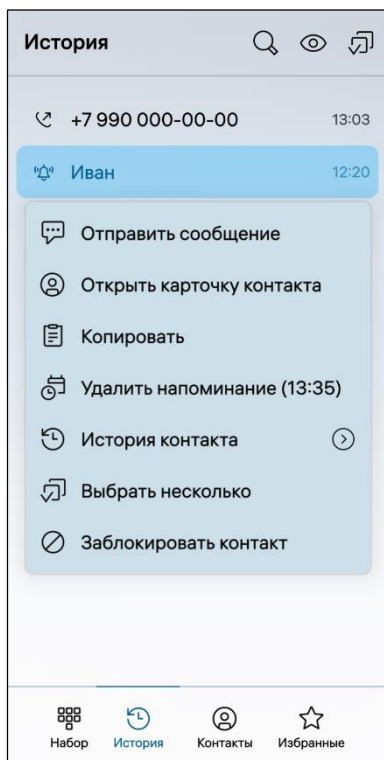 История
+7 990 000-00-00 13:03
Иван 12:20
Отправить сообщение
Открыть карточку контакта
Копировать
Удалить напоминание (13:35)
История контакта
Выбрать несколько
Заблокировать контакт
Набор История Контакты Избранные